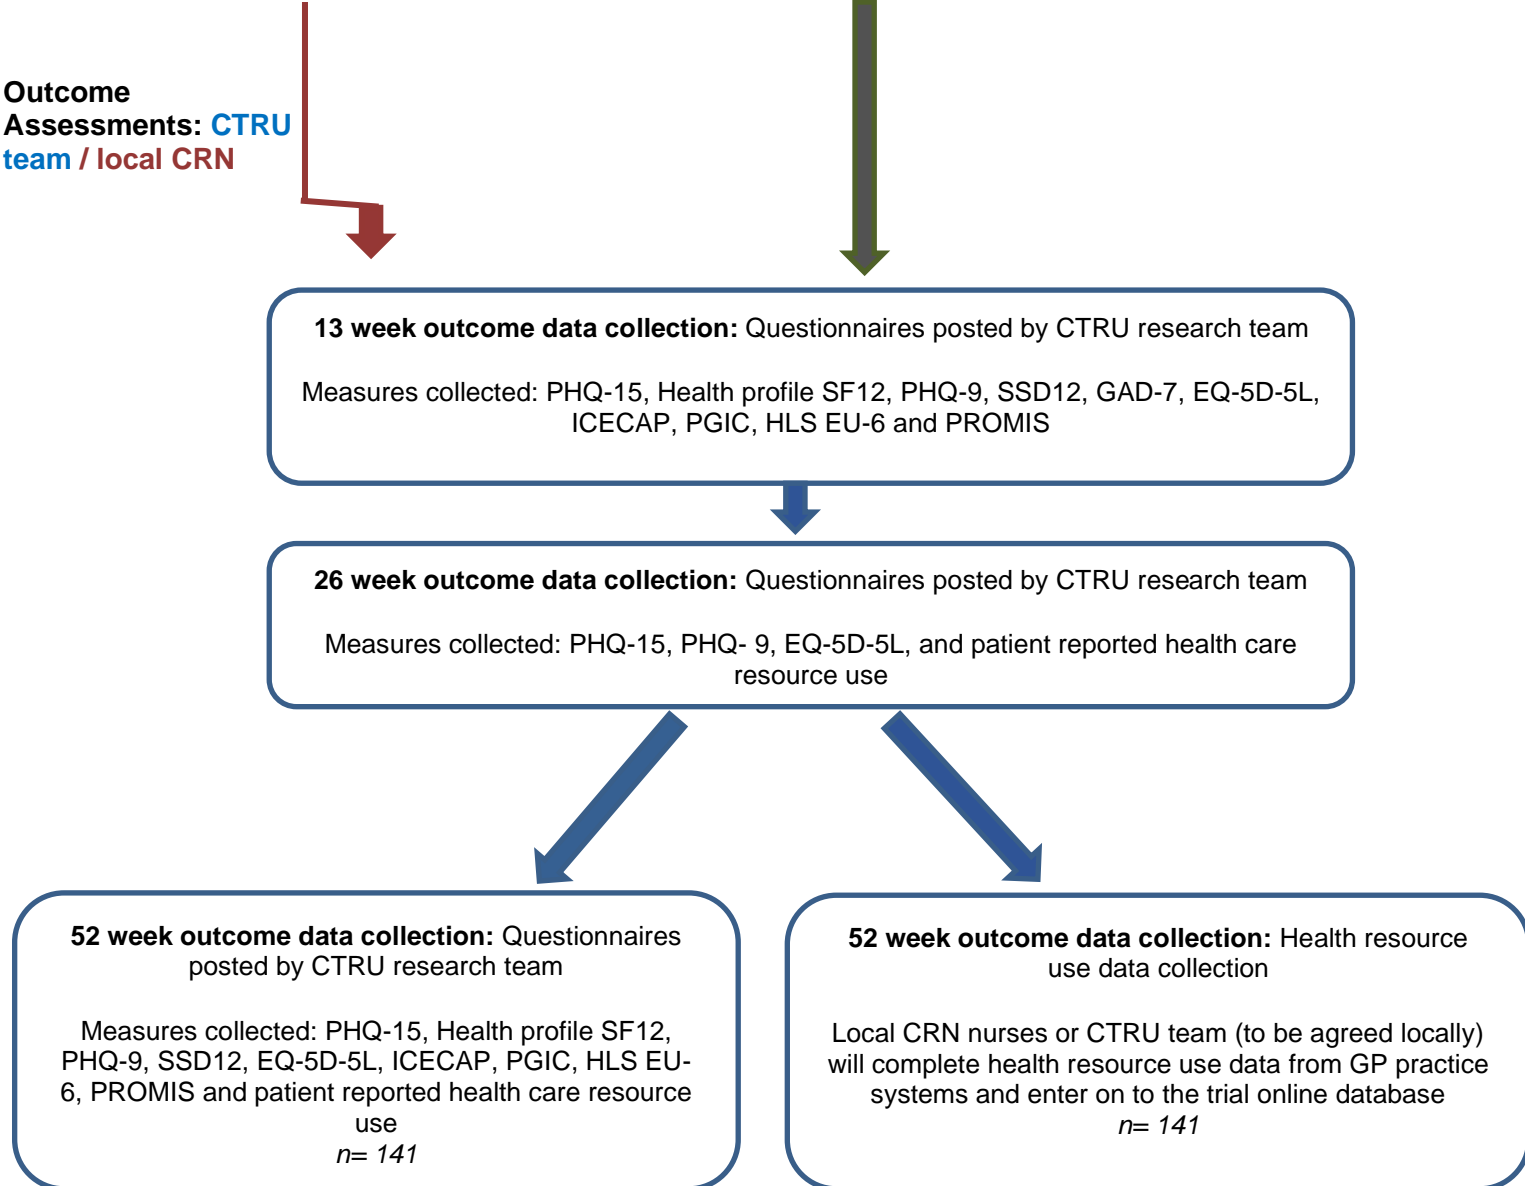 Outcome
Assessments: CTRU
team / local CRN
13 week outcome data collection: Questionnaires posted by CTRU research team
Measures collected: PHQ-15, Health profile SF12, PHQ-9, SSD12, GAD-7, EQ-5D-5L,
ICECAP, PGIC, HLS EU-6 and PROMIS
26 week outcome data collection: Questionnaires posted by CTRU research team
Measures collected: PHQ-15, PHQ- 9, EQ-5D-5L, and patient reported health care
resource use
52 week outcome data collection: Questionnaires
posted by CTRU research team
Measures collected: PHQ-15, Health profile SF12,
PHQ-9, SSD12, EQ-5D-5L, ICECAP, PGIC, HLS EU-
6, PROMIS and patient reported health care resource
use
n= 141
52 week outcome data collection: Health resource
use data collection
Local CRN nurses or CTRU team (to be agreed locally)
will complete health resource use data from GP practice
systems and enter on to the trial online database
n= 141